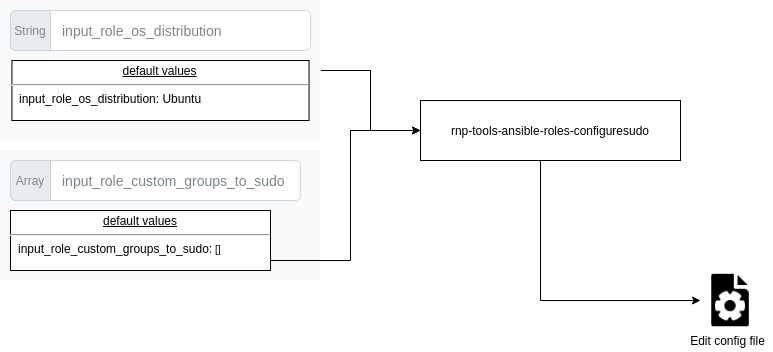 String
input_role_os_distribution
default values
input_role_os_distribution: Ubuntu
rnp-tools-ansible-roles-configuresudo
Array
input_role_custom_groups_to_sudo
default values
input_role_custom_groups_to_sudo: []
Edit config file